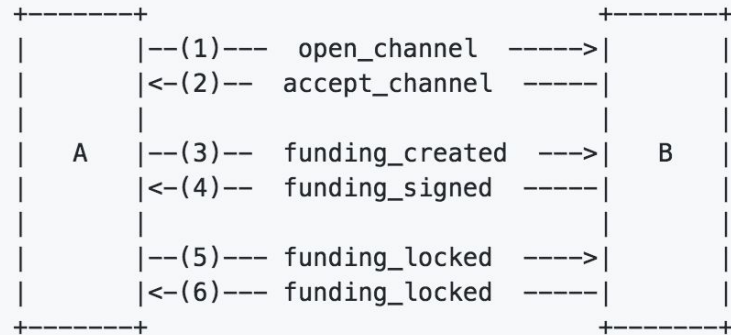 +-------+                              +-------+
|       |--(1)---  open_channel  ----->|       |
|       |<-(2)--  accept_channel  -----|       |
|       |                              |       |
|   A   |--(3)--  funding_created  --->|   B   |
|       |<-(4)--  funding_signed  -----|       |
|       |                              |       |
|       |--(5)--- funding_locked  ---->|       |
|       |<-(6)--- funding_locked  -----|       |
+-------+                              +-------+